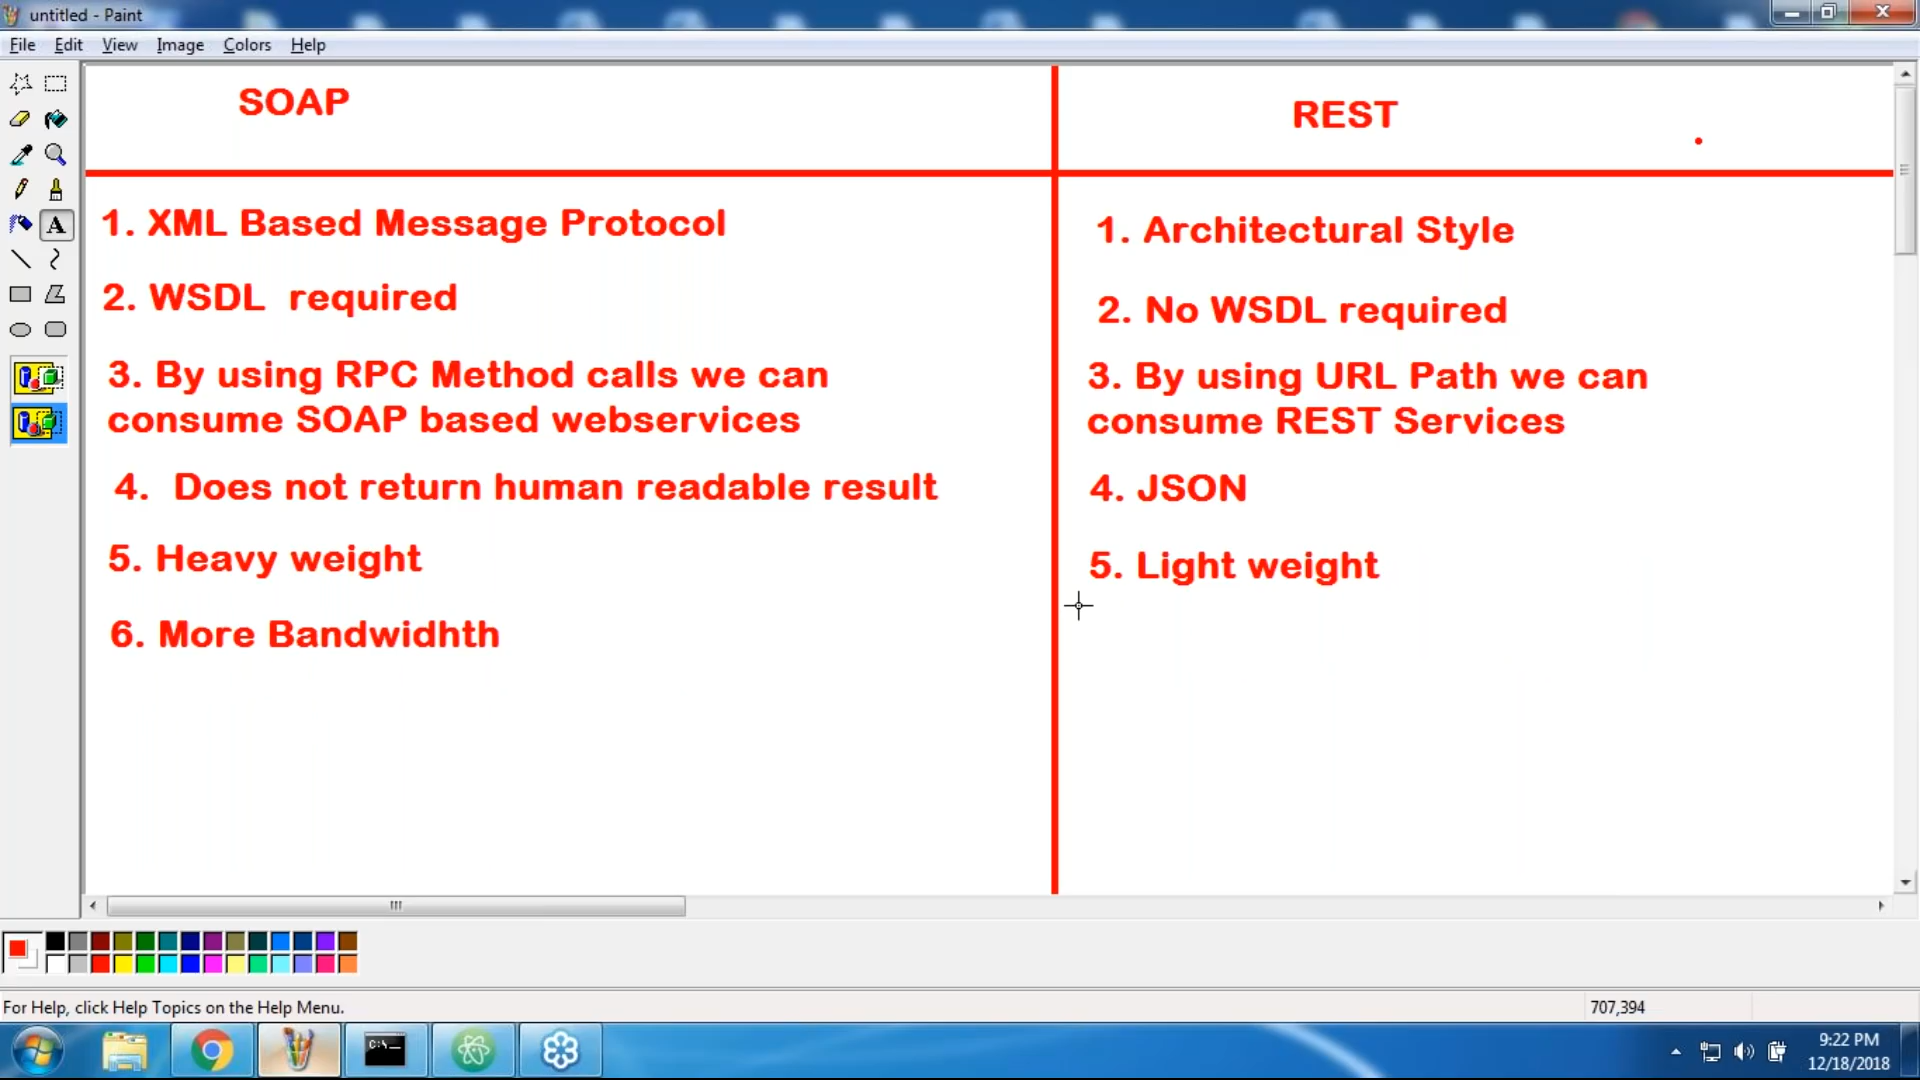 untitled - Paint
File Edit View Image Colors Help
SOAP
REST
1. XML Based Message Protocol
2. WSDL  required
3. By using RPC Method calls we can
consume SOAP based webservices
4.  Does not return human readable result
5. Heavy weight
6. More Bandwidhth
1. Architectural Style
2. No WSDL required
3. By using URL Path we can
consume REST Services
4. JSON
5. Light weight
For Help, click Help Topics on the Help Menu.
707,394
C:\_
9:22 PM
12/18/2018